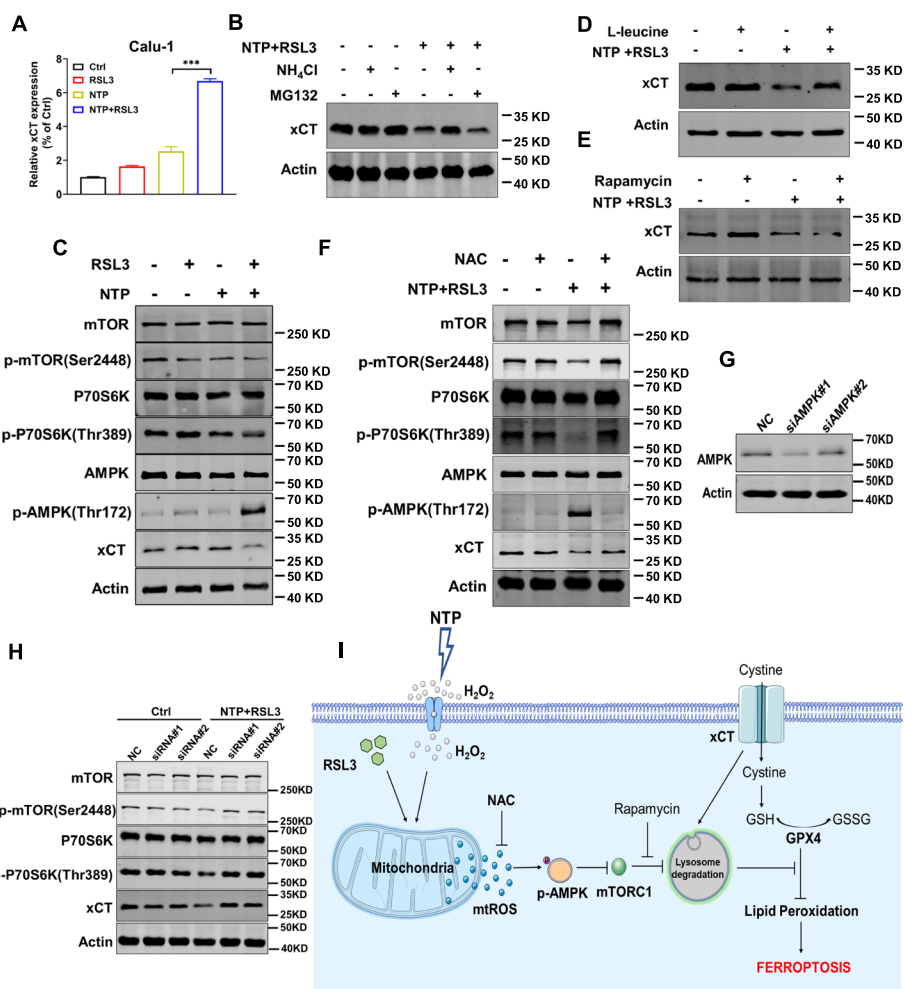 A
Calu-1
Relative xCT expression
(% of Ctrl)
8
6
4
2
0
Ctrl
RSL3
NTP
NTP+RSL3
***
B
NTP+RSL3 - - - + + +
NH4Cl - + - - + -
MG132 - - + - - +
xCT
35 KD
25 KD
Actin
50 KD
40 KD
D
L-leucine - + - +
NTP +RSL3 - - + +
xCT
35 KD
25 KD
Actin
50 KD
40 KD
E
Rapamycin - + - +
NTP +RSL3 - - + +
xCT
35 KD
25 KD
Actin
50 KD
40 KD
C
RSL3 - + - +
NTP - - + +
mTOR
250 KD
p-mTOR(Ser2448)
250 KD
P70S6K
70 KD
50 KD
p-P70S6K(Thr389)
70 KD
50 KD
AMPK
70 KD
50 KD
p-AMPK(Thr172)
70 KD
50 KD
xCT
35 KD
25 KD
Actin
50 KD
40 KD
F
NAC - + - +
NTP+RSL3 - - + +
mTOR
250 KD
p-mTOR(Ser2448)
250 KD
P70S6K
70 KD
50 KD
p-P70S6K(Thr389)
70 KD
50 KD
AMPK
70 KD
50 KD
p-AMPK(Thr172)
70 KD
50 KD
xCT
35 KD
25 KD
Actin
50 KD
40 KD
G
NC siAMPK#1 siAMPK#2
AMPK
70KD
50KD
Actin
50KD
40KD
H
Ctrl NTP+RSL3
NC siRNA#1 siRNA#2 NC siRNA#1 siRNA#2
mTOR
250KD
p-mTOR(Ser2448)
250KD
P70S6K
70KD
50KD
-P70S6K(Thr389)
70KD
50KD
xCT
35KD
25KD
Actin
50KD
40KD
I
NTP
H2O2
H2O2
RSL3
Mitochondria
NAC
mtROS
p
p-AMPK
mTORC1
Rapamycin
Lysosome
degradation
Cystine
xCT
Cystine
GSH GSSG
GPX4
Lipid Peroxidation
FERROPTOSIS